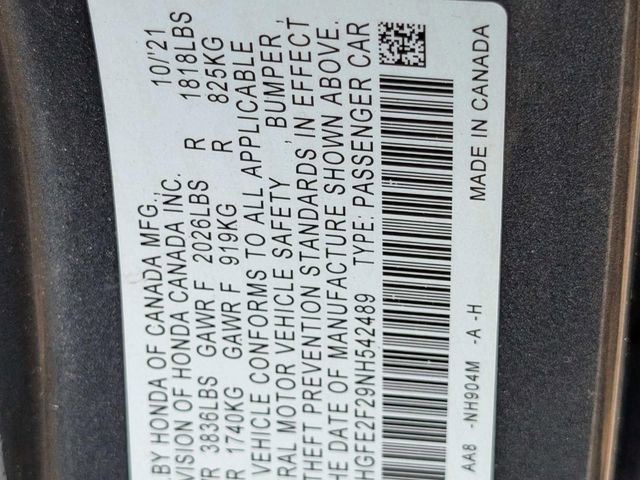 BY HONDA OF CANADA MFG., 10/'21
VISION OF HONDA CANADA INC.
VR 3836LBS GAWR F 2026LBS R 1818LBS
R 1740KG GAWR F 919KG R 825KG
VEHICLE CONFORMS TO ALL APPLICABLE
RAL MOTOR VEHICLE SAFETY , BUMPER ,
THEFT PREVENTION STANDARDS IN EFFECT
HE DATE OF MANUFACTURE SHOWN ABOVE.
HGFE2F29NH542489 TYPE: PASSENGER CAR
AA8 -NH904M -A -H MADE IN CANADA